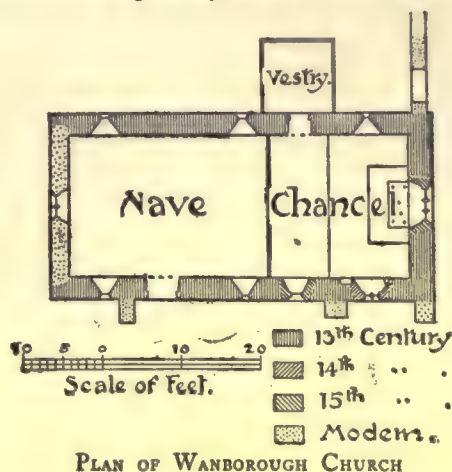 Vestry.
Nave Chancel
10 5 0 10 20
Scale of Feet.
13th Century
14th " "
15th " "
Modern.
PLAN OF WANBOROUGH CHURCH